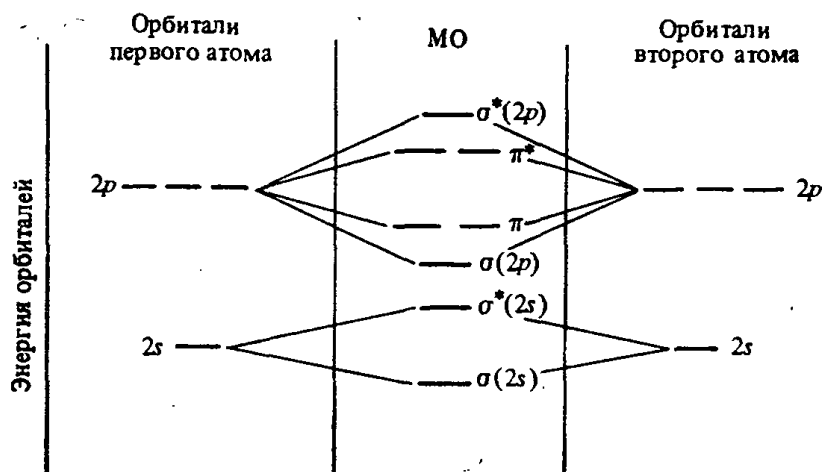 Орбитали
первого атома
МО
Орбитали
второго атома
σ*(2p)
π*
2p
2p
π
σ(2p)
σ*(2s)
2s
2s
σ(2s)
Энергия орбиталей